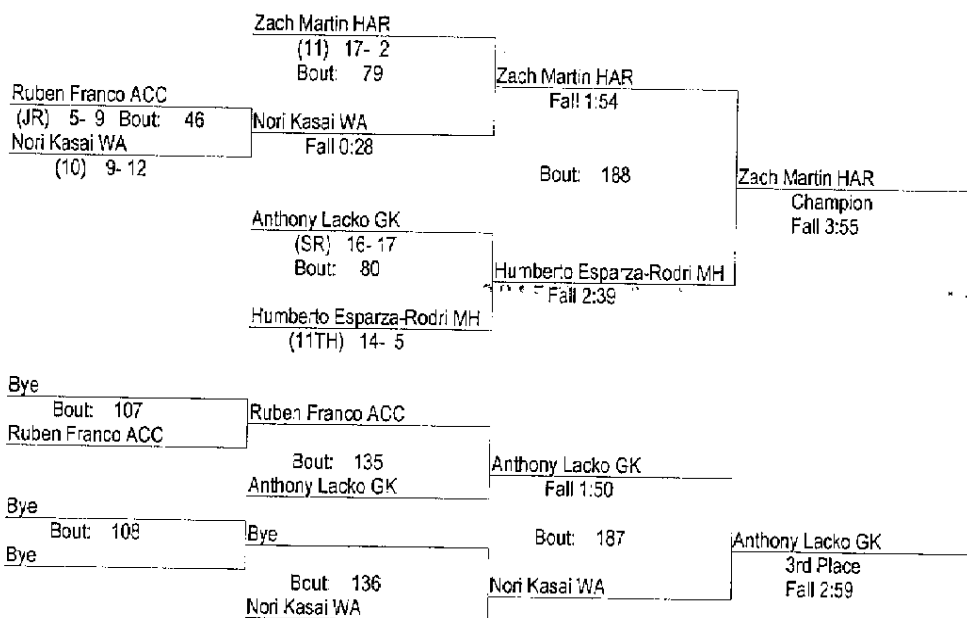 Zach Martin HAR
(11) 17- 2
Bout: 79
Zach Martin HAR
Fall 1:54
Ruben Franco ACC
(JR) 5- 9 Bout: 46
Nori Kasai WA
Fall 0:28
Nori Kasai WA
(10) 9- 12
Bout: 188
Zach Martin HAR
Champion
Fall 3:55
Anthony Lacko GK
(SR) 16- 17
Bout: 80
Humberto Esparza-Rodri MH
Fall 2:39
Humberto Esparza-Rodri MH
(11TH) 14- 5
Bye
Bout: 107
Ruben Franco ACC
Ruben Franco ACC
Bout: 135
Anthony Lacko GK
Anthony Lacko GK
Fall 1:50
Bye
Bout: 108
Bye
Bye
Bout: 187
Anthony Lacko GK
3rd Place
Fall 2:59
Bout: 136
Nori Kasai WA
Nori Kasai WA